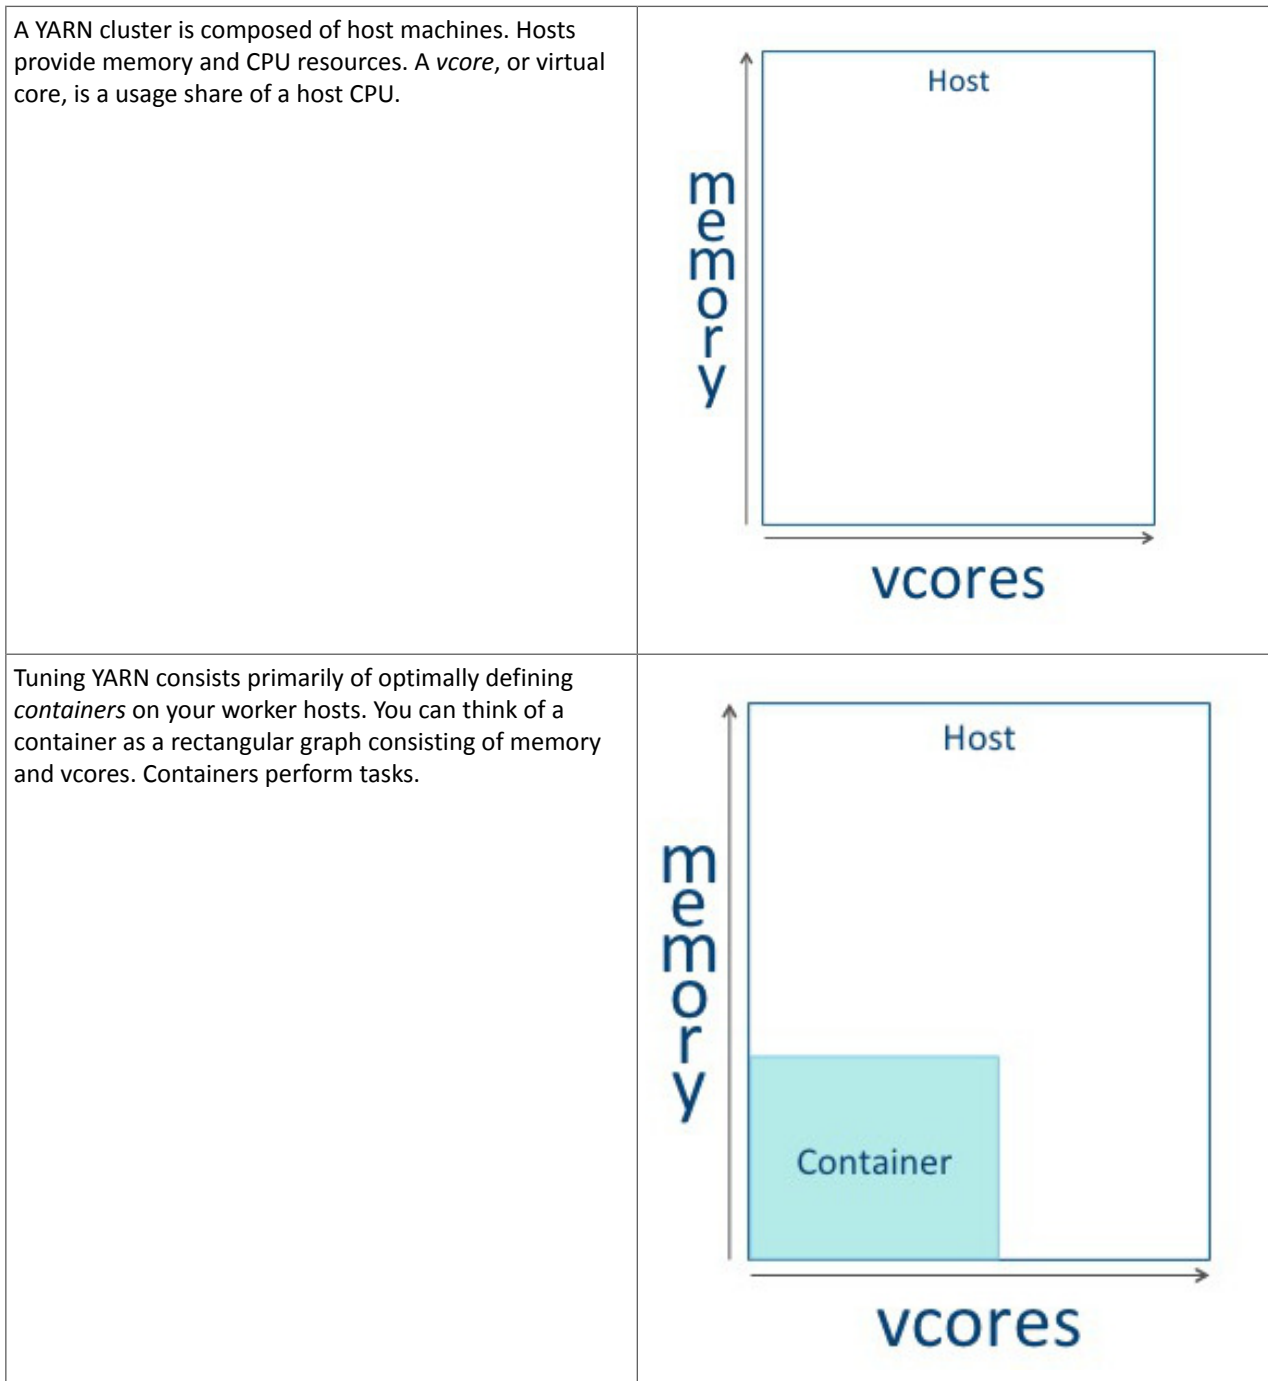 A YARN cluster is composed of host machines. Hosts
provide memory and CPU resources. A vcore, or virtual
core, is a usage share of a host CPU.
Host
memory
vcores
Tuning YARN consists primarily of optimally defining
containers on your worker hosts. You can think of a
container as a rectangular graph consisting of memory
and vcores. Containers perform tasks.
Host
memory
Container
vcores